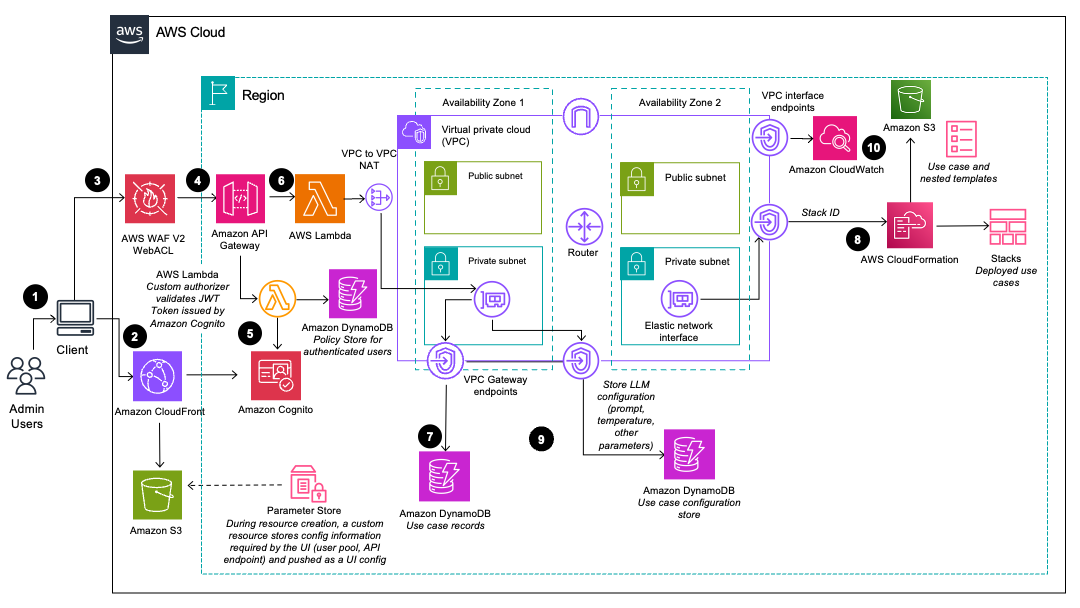 aws
AWS Cloud
Region
Availability Zone 1
Availability Zone 2
VPC interface
endpoints
Virtual private cloud
(VPC)
VPC to VPC
NAT
Public subnet
Public subnet
Private subnet
Private subnet
Router
Elastic network
interface
VPC Gateway
endpoints
1
2
3
4
5
6
7
8
9
10
Admin
Users
Client
AWS WAF V2
WebACL
Amazon API
Gateway
AWS Lambda
AWS Lambda
Custom authorizer
validates JWT
Token issued by
Amazon Cognito
Amazon DynamoDB
Policy Store for
authenticated users
Amazon Cognito
Amazon CloudFront
Amazon S3
Parameter Store
During resource creation, a custom
resource stores config information
required by the UI (user pool, API
endpoint) and pushed as a UI config
Amazon DynamoDB
Use case records
Store LLM
configuration
(prompt,
temperature,
other
parameters)
Amazon DynamoDB
Use case configuration
store
Amazon CloudWatch
Amazon S3
Use case and
nested templates
Stack ID
AWS CloudFormation
Stacks
Deployed use
cases